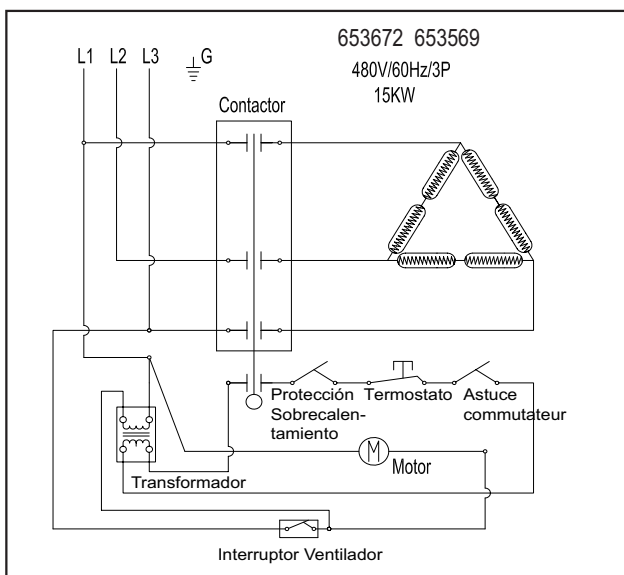 653672 653569
480V/60Hz/3P
15KW
L1 L2 L3 G
Contactor
Protección
Sobrecalen-
tamiento
Termostato
Astuce
commutateur
M
Motor
Transformador
Interruptor Ventilador